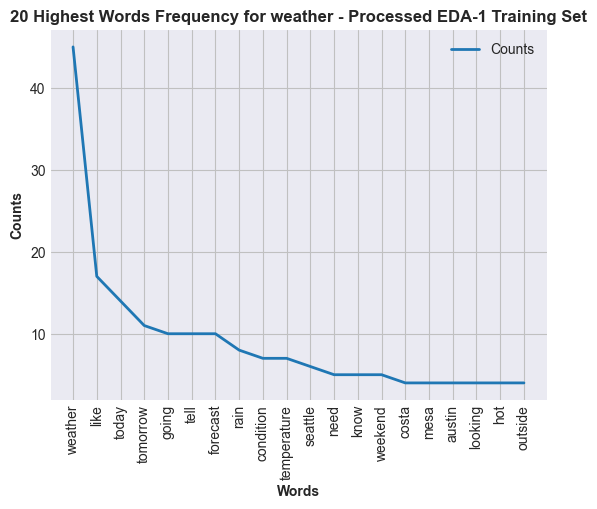 20 Highest Words Frequency for weather - Processed EDA-1 Training Set
Counts
40
30
20
10
Counts
weather
like
today
tomorrow
going
tell
forecast
rain
condition
temperature
seattle
need
know
weekend
costa
mesa
austin
looking
hot
outside
Words